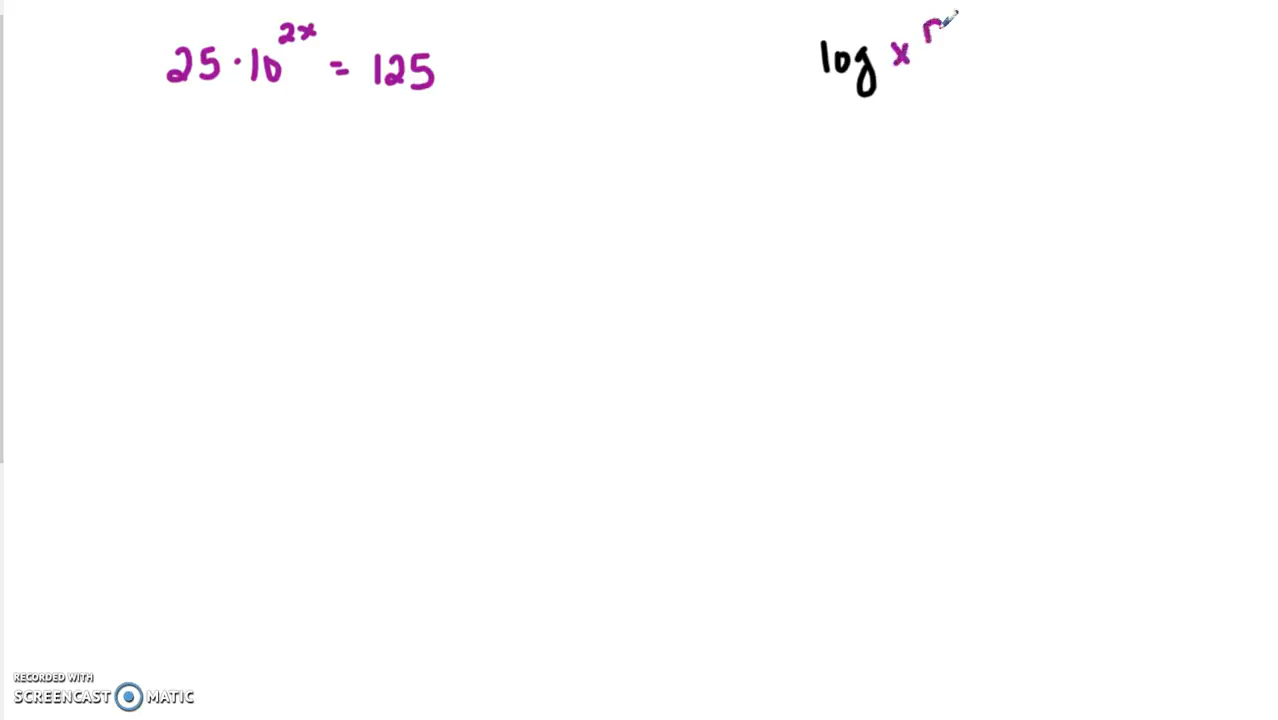 25 · 10^{2x} = 125
log x^r
RECORDED WITH
SCREENCAST MATIC